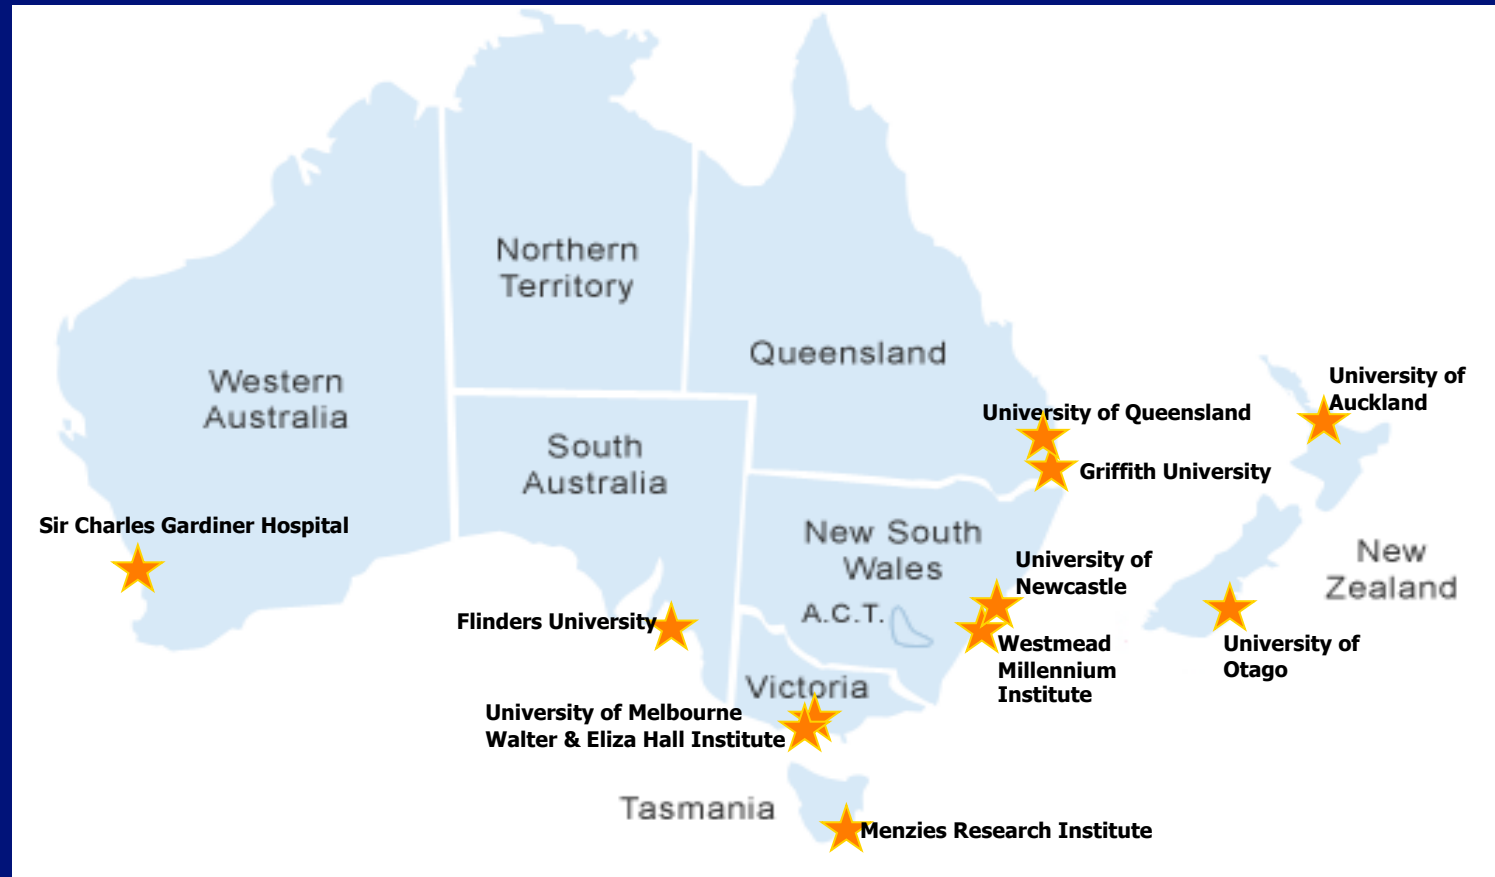 Northern
Territory
Queensland
Western
Australia
University of
Auckland
University of Queensland
South
Australia
Griffith University
Sir Charles Gardiner Hospital
New South
Wales
University of
Newcastle
New
Zealand
A.C.T.
Flinders University
Westmead
Millennium
Institute
University of
Otago
Victoria
University of Melbourne
Walter & Eliza Hall Institute
Tasmania
Menzies Research Institute